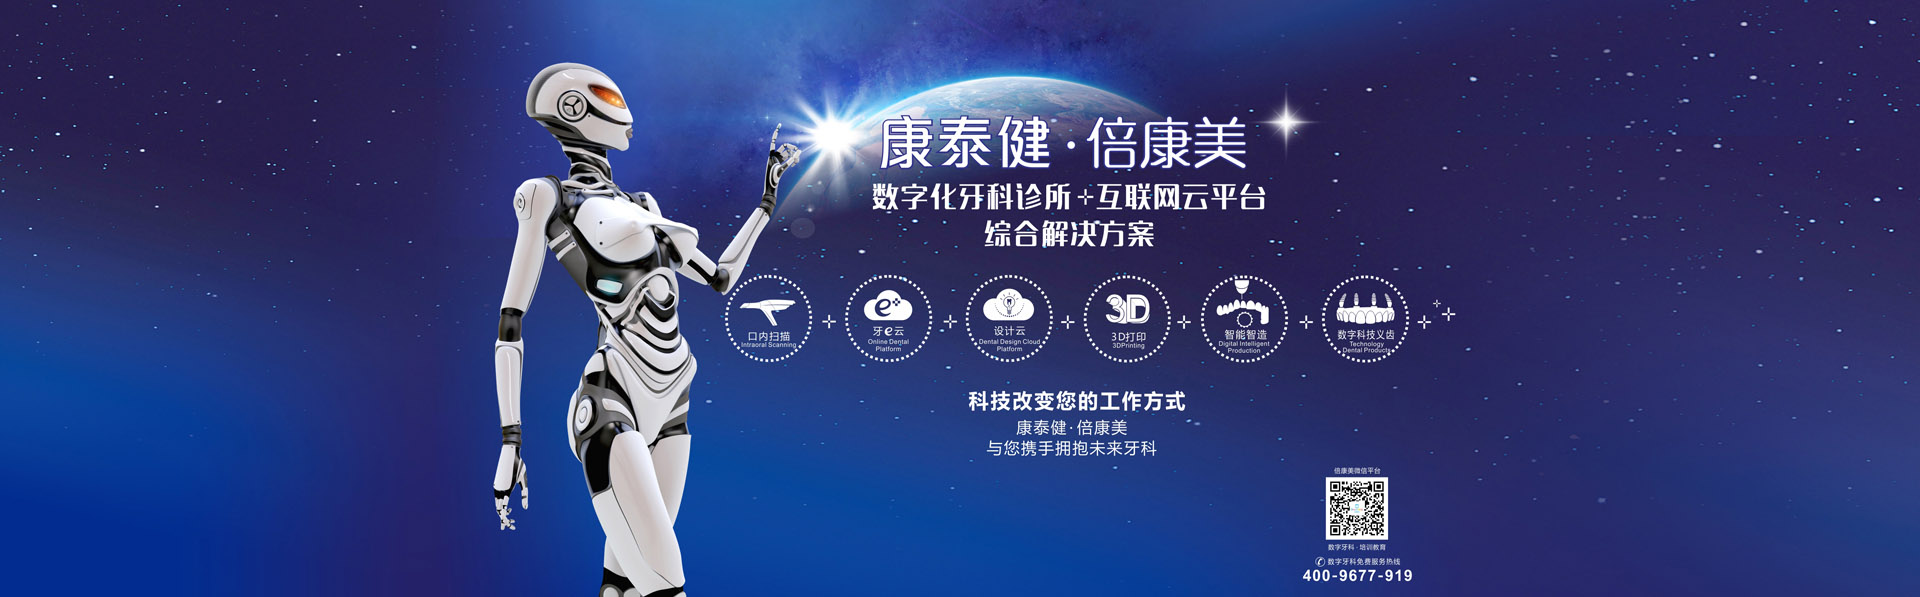 康泰健·倍康美
数字化牙科诊所+互联网云平台
综合解决方案
口内扫描
Intraoral Scanning
牙e云
Online Dental
Platform
设计云
Dental Design Cloud
Platform
3D
3D打印
3DPrinting
智能智造
Digital Intelligent
Production
数字科技义齿
Technology
Dental Products
科技改变您的工作方式
康泰健·倍康美
与您携手拥抱未来牙科
倍康美微信平台
数字牙科·培训教育
数字牙科免费服务热线
400-9677-919